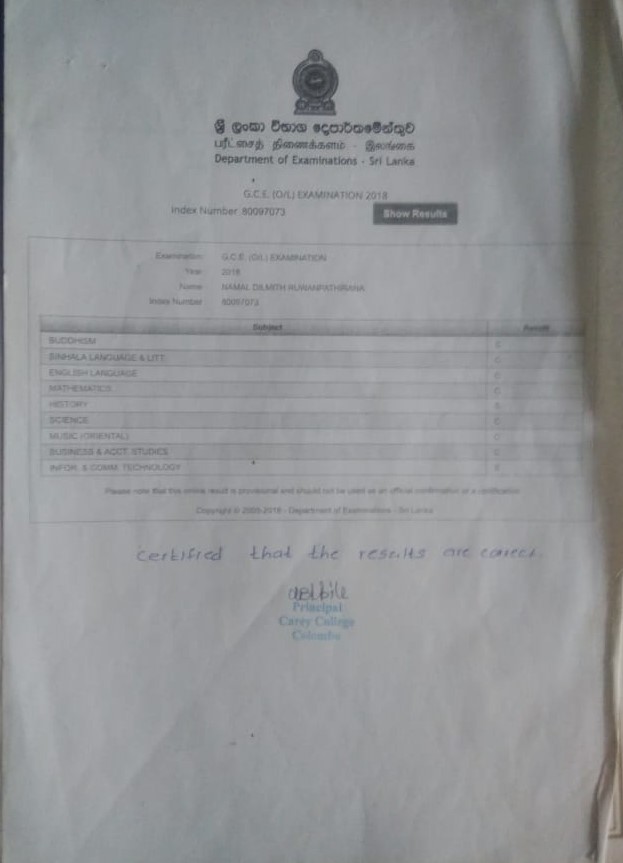 ශ්‍රී ලංකා විභාග දෙපාර්තමේන්තුව
பரீட்சைத் திணைக்களம் - இலங்கை
Department of Examinations - Sri Lanka
G.C.E. (O/L) EXAMINATION 2018
Index Number 80097073 Show Results
Examination G.C.E. (O/L) EXAMINATION
Year 2018
Name NAMAL DILMITH RUWANPATHIRANA
Index Number 80097073
Subject Result
BUDDHISM C
SINHALA LANGUAGE & LITT. C
ENGLISH LANGUAGE C
MATHEMATICS C
HISTORY
SCIENCE C
MUSIC (ORIENTAL) C
BUSINESS & ACCT. STUDIES C
INFOR. & COMM. TECHNOLOGY
Please note that this online result is provisional and should not be used as an official confirmation or a certification
Copyright © 2005-2018 - Department of Examinations - Sri Lanka
certified that the results are
Principal
Carey College
Colombo